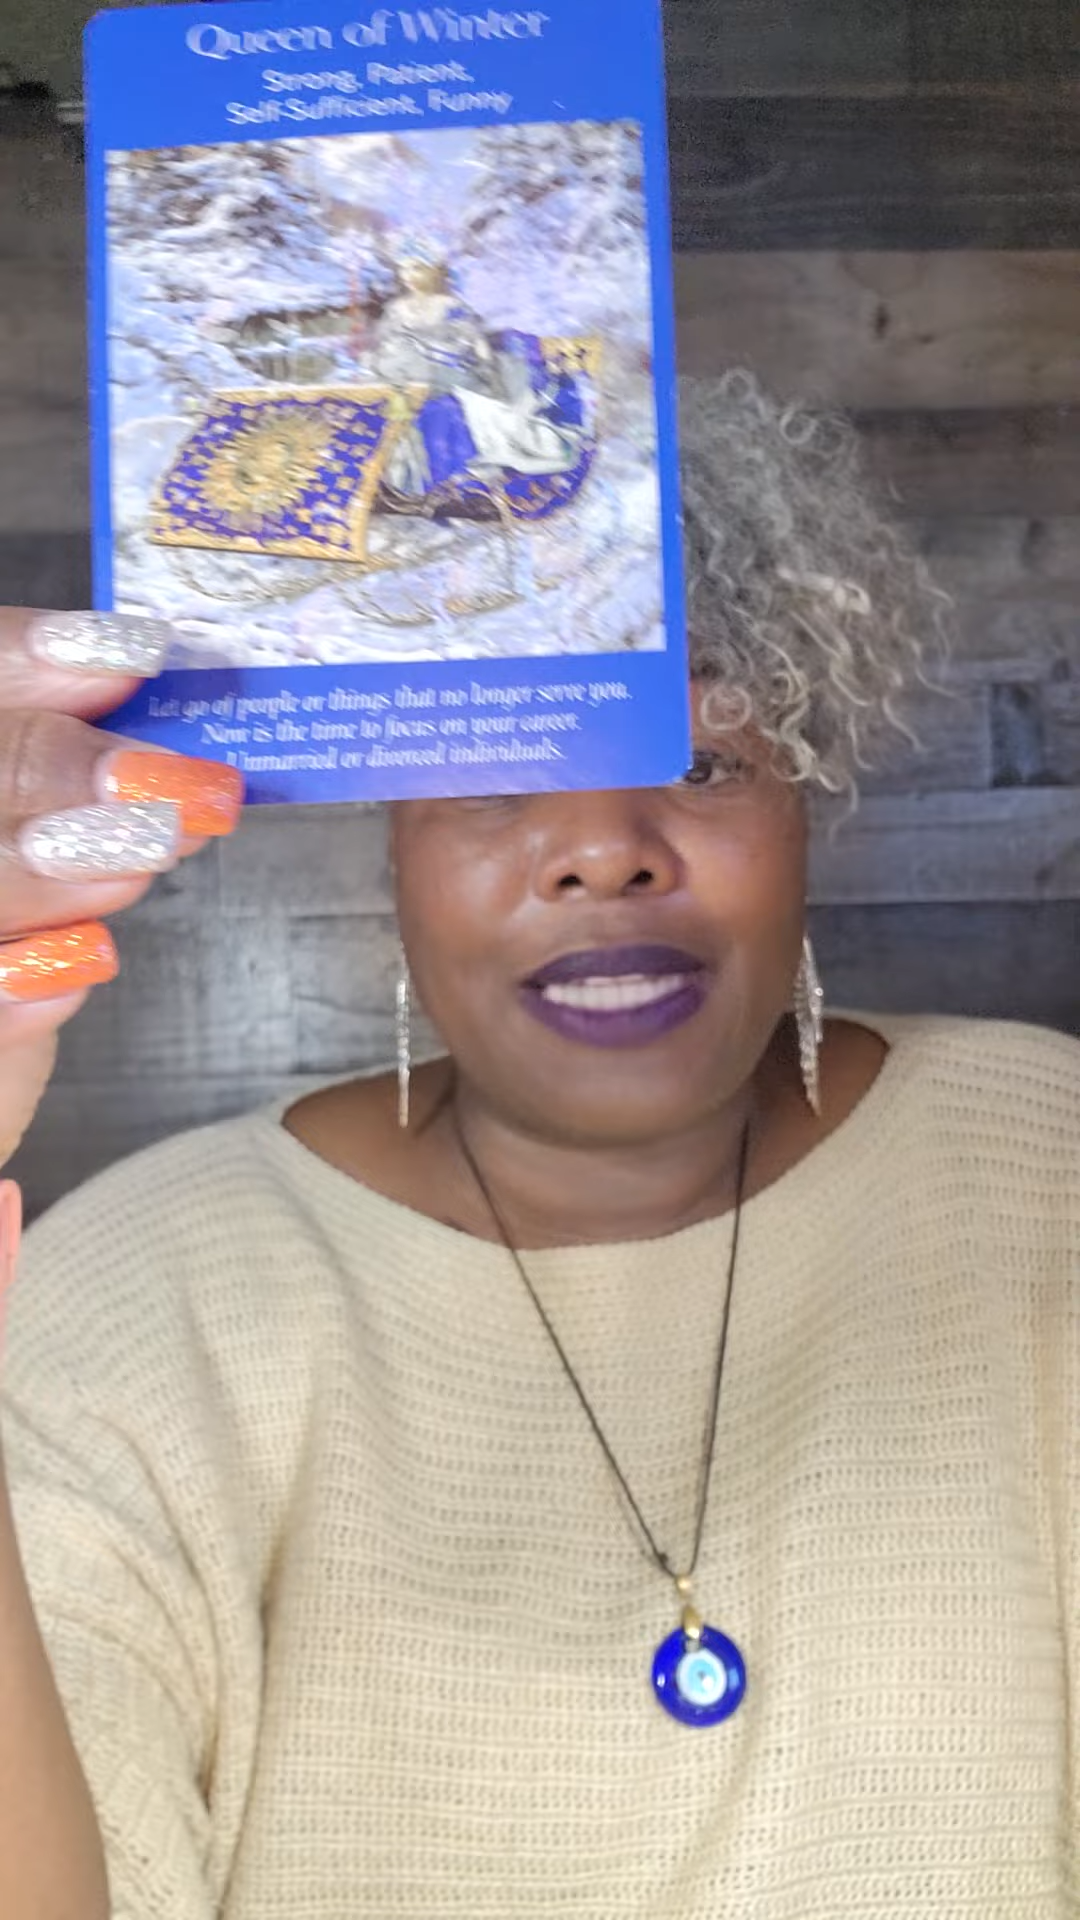 Queen of Winter
Strong, Patient,
Self-Sufficient, Funny
Let go of people or things that no longer serve you.
Now is the time to focus on your career.
Unmarried or divorced individuals.